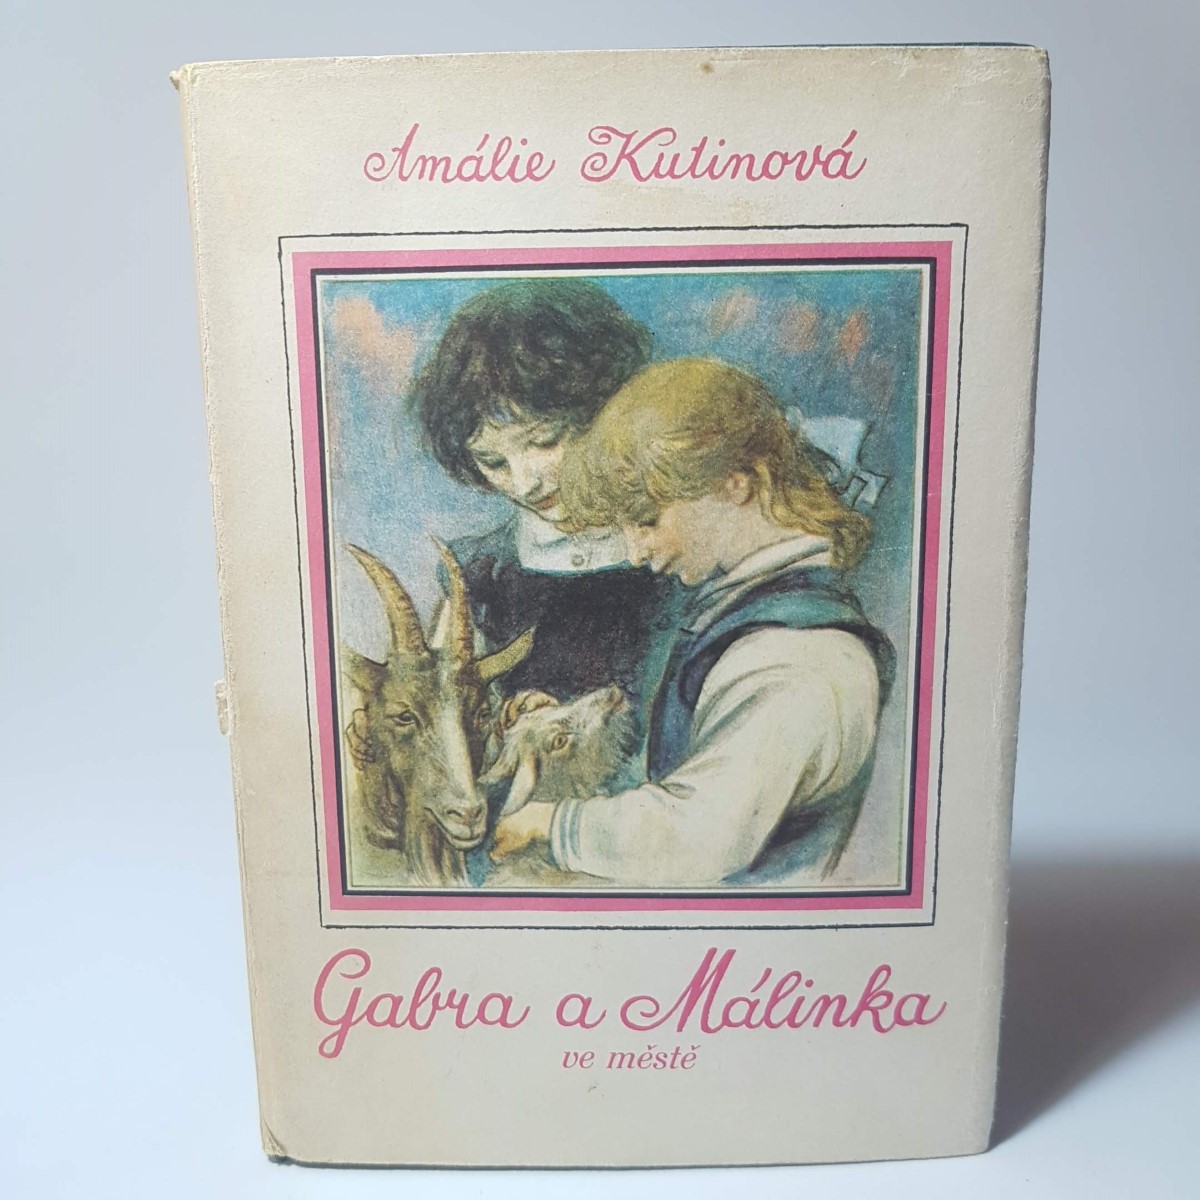 Amálie Kutinová
Gabra a Málinka
ve městě